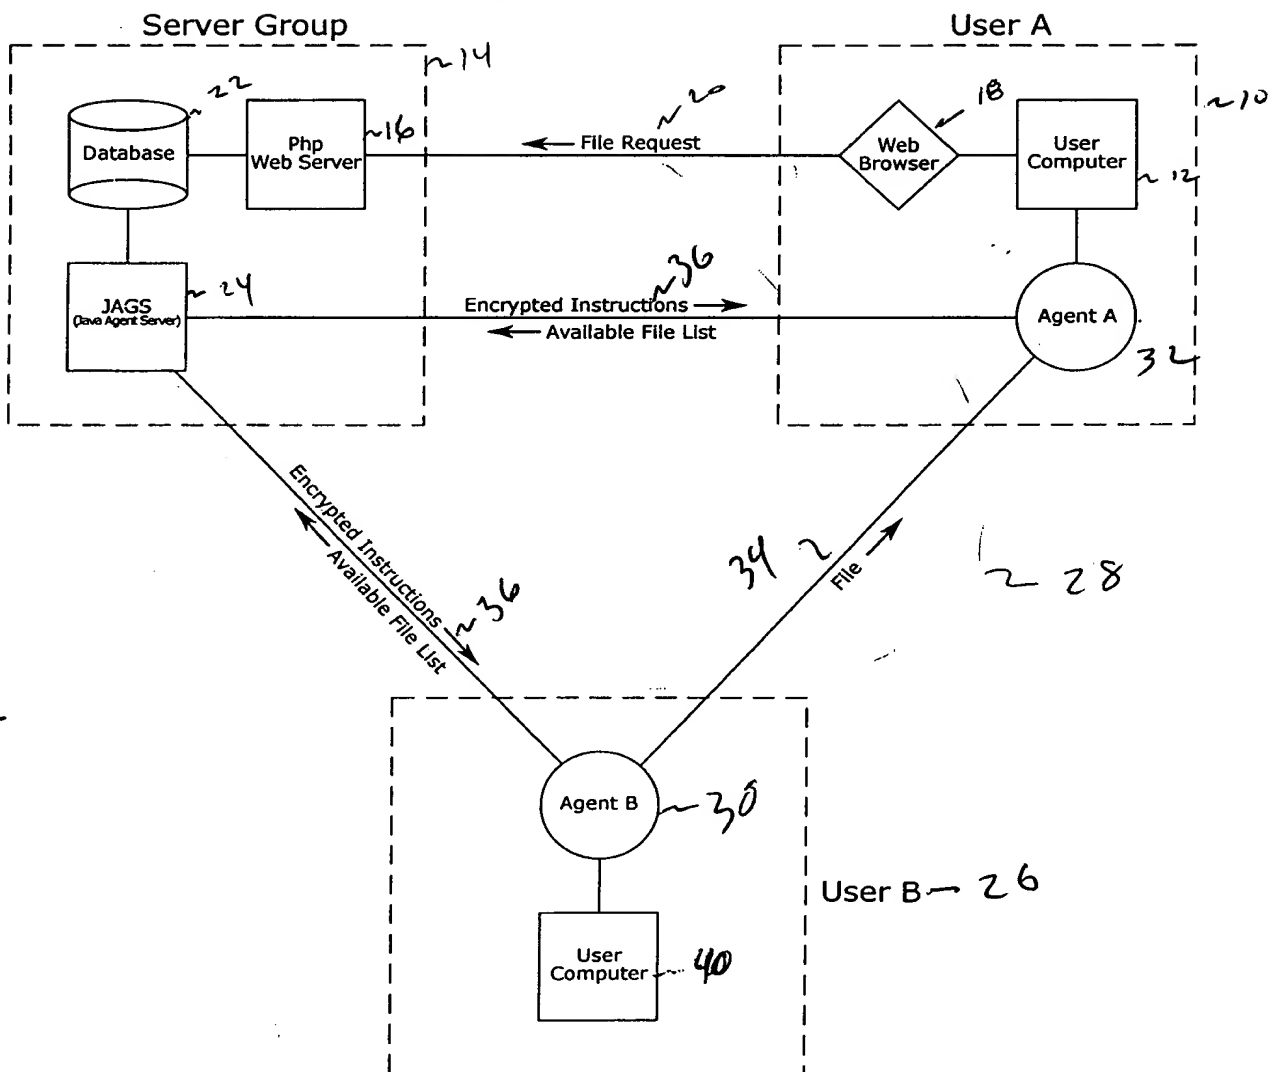 Server Group
User A
14
22
Database
Php
Web Server
16
20
File Request
18
Web
Browser
User
Computer
10
12
JAGS
(Java Agent Server)
24
36
Encrypted Instructions
Available File List
Agent A
32
Encrypted Instructions
Available File List
36
34
File
28
Agent B
30
User B
26
User
Computer
40